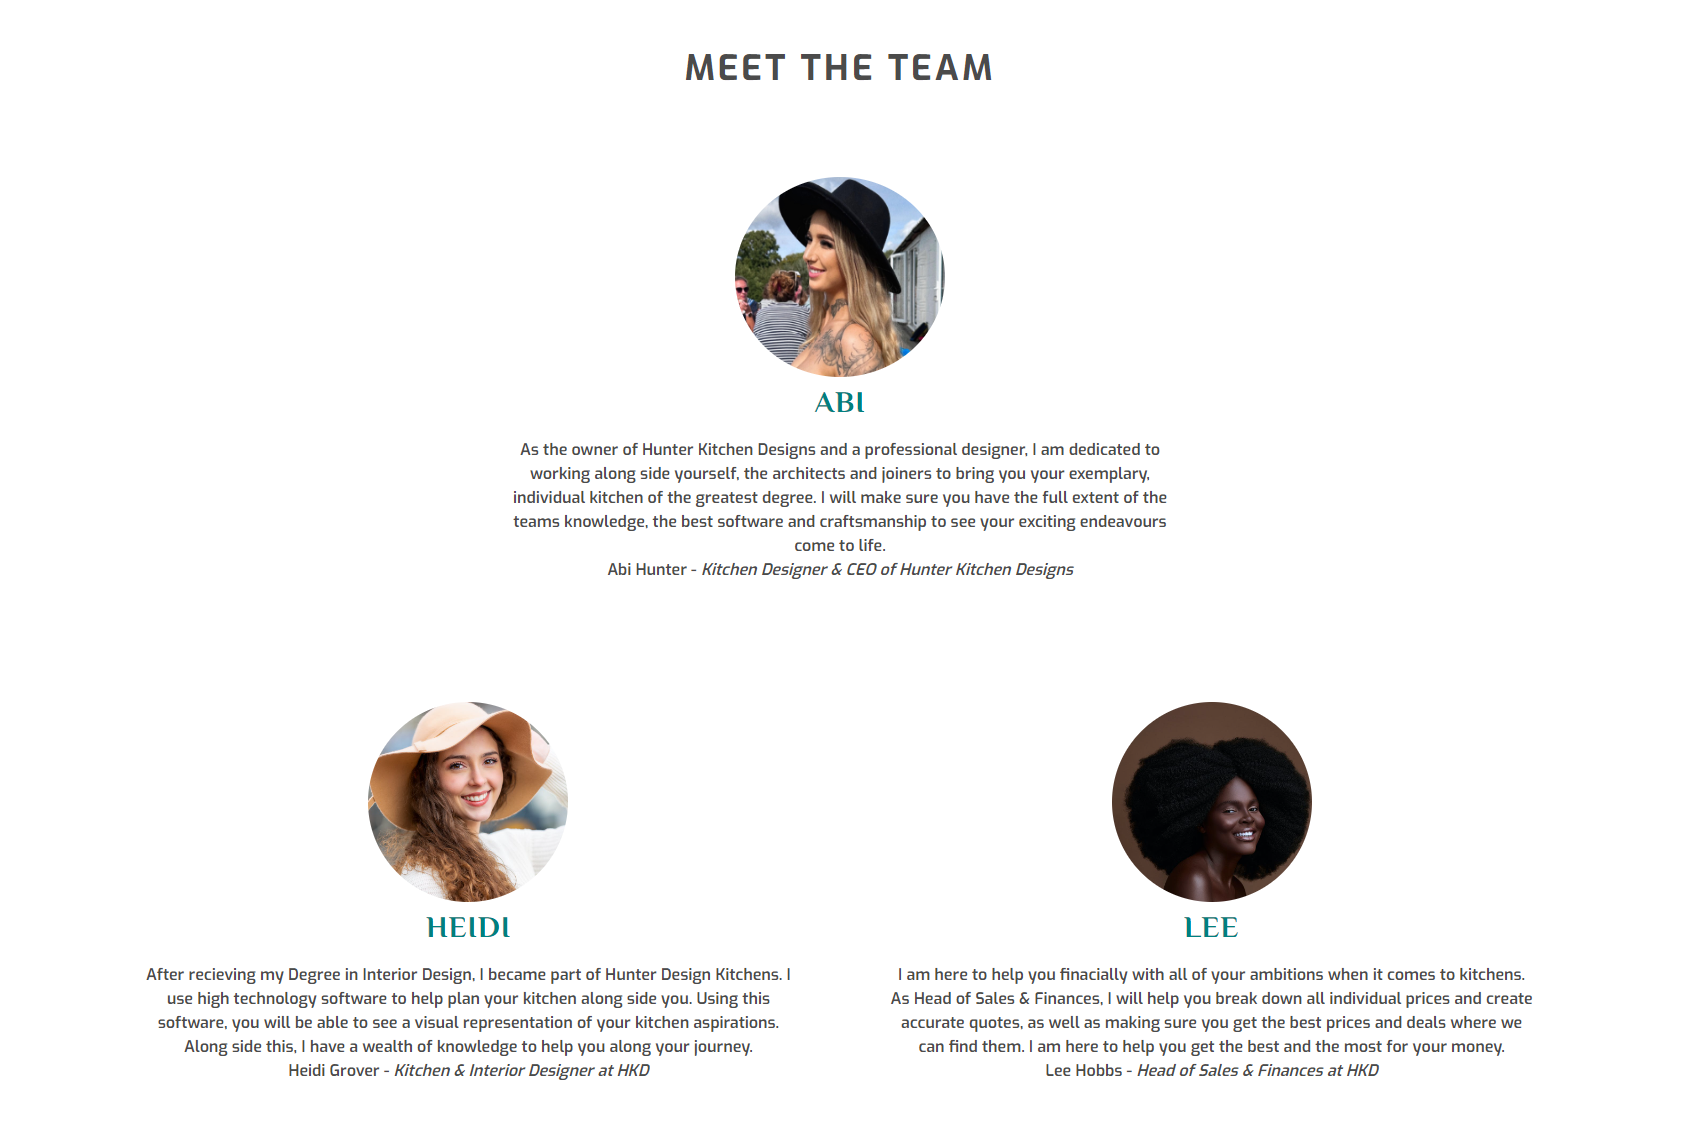 MEET THE TEAM
ABI
As the owner of Hunter Kitchen Designs and a professional designer, I am dedicated to
working along side yourself, the architects and joiners to bring you your exemplary,
individual kitchen of the greatest degree. I will make sure you have the full extent of the
teams knowledge, the best software and craftsmanship to see your exciting endeavours
come to life.
Abi Hunter - Kitchen Designer & CEO of Hunter Kitchen Designs
HEIDI
After recieving my Degree in Interior Design, I became part of Hunter Design Kitchens. I
use high technology software to help plan your kitchen along side you. Using this
software, you will be able to see a visual representation of your kitchen aspirations.
Along side this, I have a wealth of knowledge to help you along your journey.
Heidi Grover - Kitchen & Interior Designer at HKD
LEE
I am here to help you finacially with all of your ambitions when it comes to kitchens.
As Head of Sales & Finances, I will help you break down all individual prices and create
accurate quotes, as well as making sure you get the best prices and deals where we
can find them. I am here to help you get the best and the most for your money.
Lee Hobbs - Head of Sales & Finances at HKD